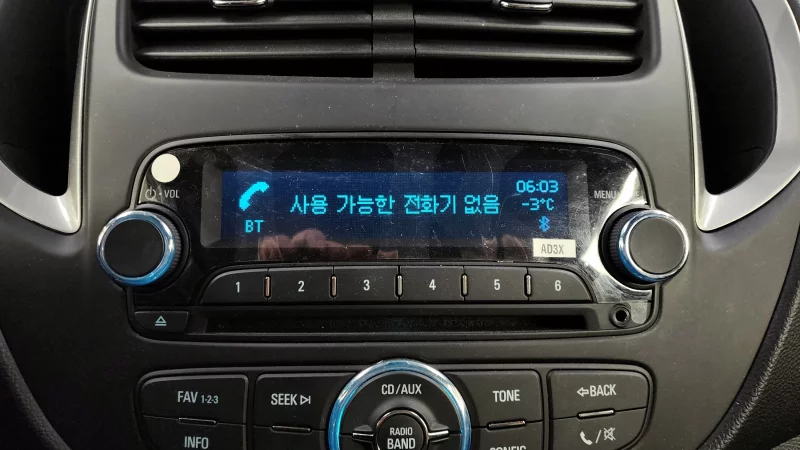 ⏻ · VOL
BT
사용 가능한 전화기 없음
06:03
-3°C
MENU
AD3X
1 2 3 4 5 6
FAV 1-2-3
SEEK
CD/AUX
TONE
BACK
INFO
RADIO
BAND
CONFIG